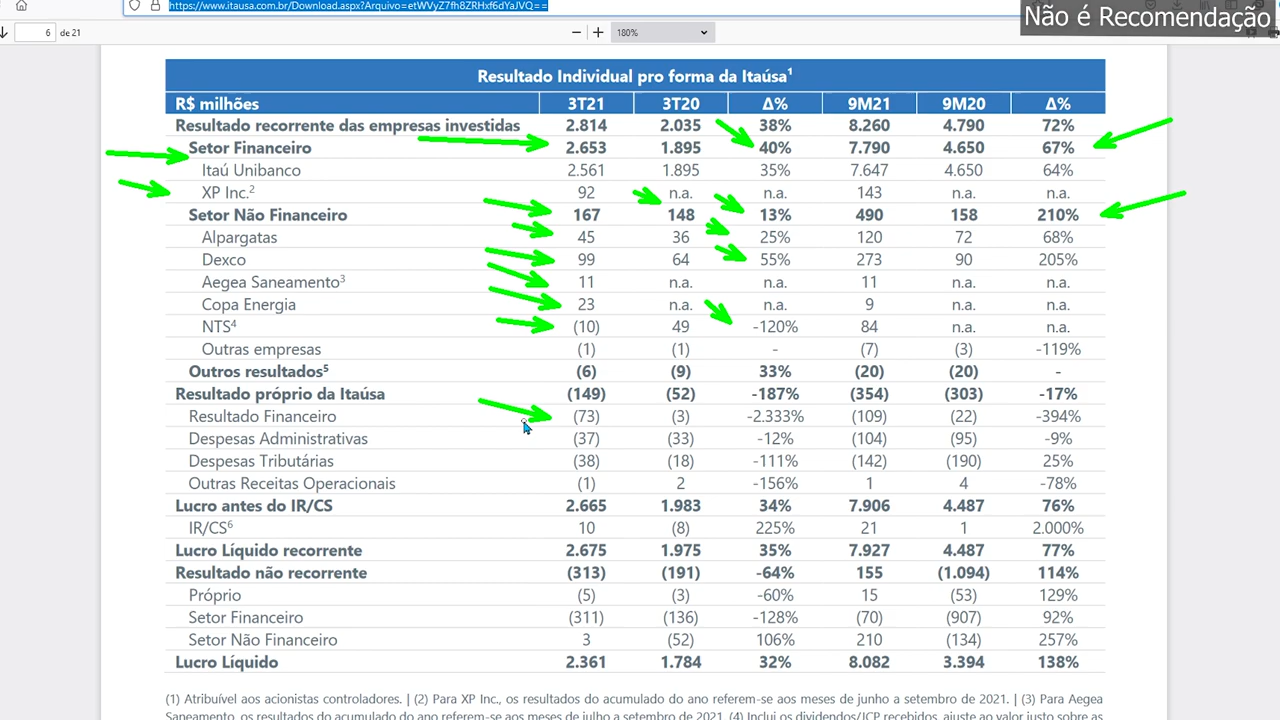 https://www.itausa.com.br/Download.aspx?Arquivo=etWVyZ7fh8ZRHxf6dYaJVQ==
Não é Recomendação
6 de 21 180%
Resultado Individual pro forma da Itaúsa¹
R$ milhões 3T21 3T20 Δ% 9M21 9M20 Δ%
Resultado recorrente das empresas investidas 2.814 2.035 38% 8.260 4.790 72%
Setor Financeiro 2.653 1.895 40% 7.790 4.650 67%
Itaú Unibanco 2.561 1.895 35% 7.647 4.650 64%
XP Inc.² 92 n.a. n.a. 143 n.a. n.a.
Setor Não Financeiro 167 148 13% 490 158 210%
Alpargatas 45 36 25% 120 72 68%
Dexco 99 64 55% 273 90 205%
Aegea Saneamento³ 11 n.a. n.a. 11 n.a. n.a.
Copa Energia 23 n.a. n.a. 9 n.a. n.a.
NTS⁴ (10) 49 -120% 84 n.a. n.a.
Outras empresas (1) (1) - (7) (3) -119%
Outros resultados⁵ (6) (9) 33% (20) (20) -
Resultado próprio da Itaúsa (149) (52) -187% (354) (303) -17%
Resultado Financeiro (73) (3) -2.333% (109) (22) -394%
Despesas Administrativas (37) (33) -12% (104) (95) -9%
Despesas Tributárias (38) (18) -111% (142) (190) 25%
Outras Receitas Operacionais (1) 2 -156% 1 4 -78%
Lucro antes do IR/CS 2.665 1.983 34% 7.906 4.487 76%
IR/CS⁶ 10 (8) 225% 21 1 2.000%
Lucro Líquido recorrente 2.675 1.975 35% 7.927 4.487 77%
Resultado não recorrente (313) (191) -64% 155 (1.094) 114%
Próprio (5) (3) -60% 15 (53) 129%
Setor Financeiro (311) (136) -128% (70) (907) 92%
Setor Não Financeiro 3 (52) 106% 210 (134) 257%
Lucro Líquido 2.361 1.784 32% 8.082 3.394 138%
(1) Atribuível aos acionistas controladores. | (2) Para XP Inc., os resultados do acumulado do ano referem-se aos meses de junho a setembro de 2021. | (3) Para Aegea
Saneamento, os resultados do acumulado do ano referem-se aos meses de julho a setembro de 2021. (4) Inclui os dividendos/JCP recebidos, ajuste ao valor justo sobre as